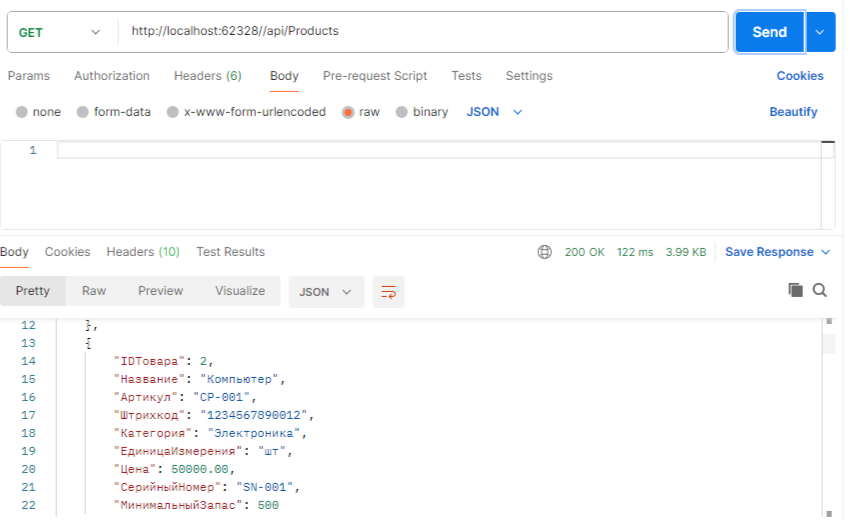 GET http://localhost:62328//api/Products Send
Params Authorization Headers (6) Body Pre-request Script Tests Settings Cookies
none form-data x-www-form-urlencoded raw binary JSON Beautify
1
Body Cookies Headers (10) Test Results 200 OK 122 ms 3.99 KB Save Response
Pretty Raw Preview Visualize JSON
12 },
13 {
14 "IDТовара": 2,
15 "Название": "Компьютер",
16 "Артикул": "CP-001",
17 "Штрихкод": "1234567890012",
18 "Категория": "Электроника",
19 "ЕдиницаИзмерения": "шт",
20 "Цена": 50000.00,
21 "СерийныйНомер": "SN-001",
22 "МинимальныйЗапас": 500